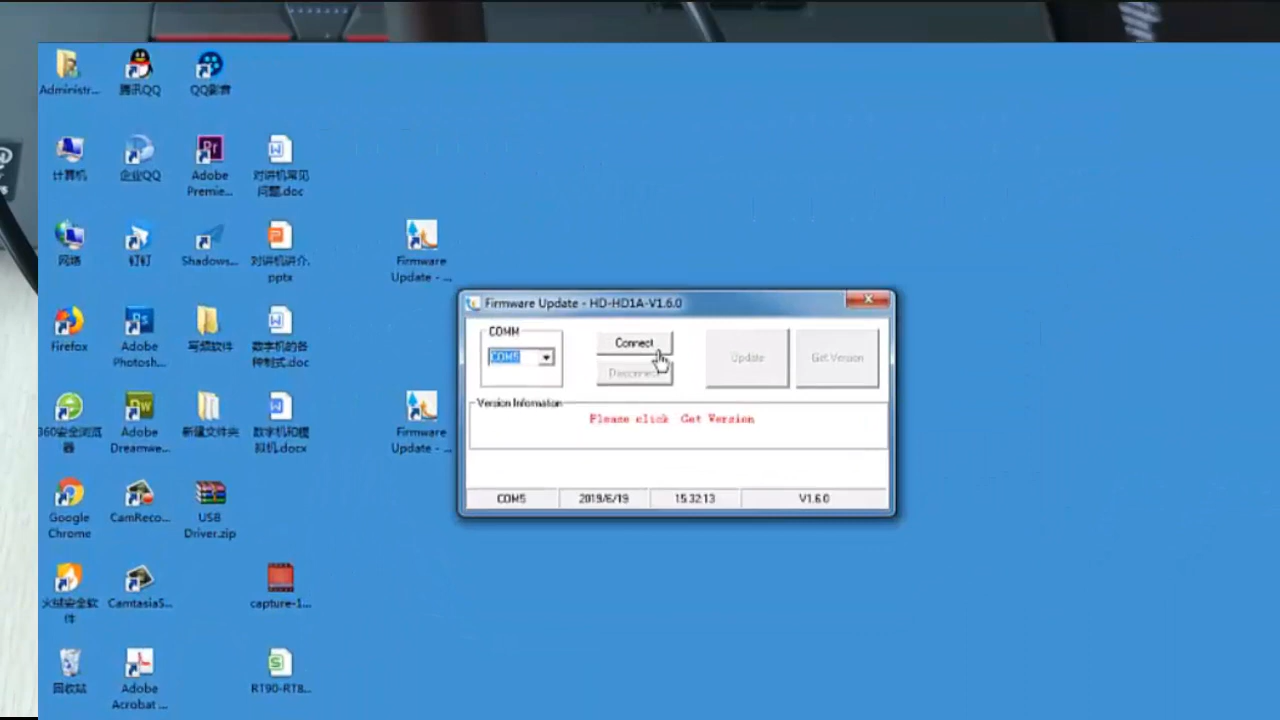 Administr...
腾讯QQ
QQ影音
计算机
企业QQ
Adobe
Premie...
对讲机常见
问题.doc
网络
钉钉
Shadows...
对讲机讲介.
pptx
Firmware
Update - ...
Firefox
Adobe
Photosh...
写频软件
数字机的各
种制式.doc
360安全浏览
器
Adobe
Dreamwe...
新建文件夹
数字机和模
拟机.docx
Firmware
Update - ...
Google
Chrome
CamReco...
USB
Driver.zip
火绒安全软
件
CamtasiaS...
capture-1...
回收站
Adobe
Acrobat ...
RT90-RT8...
Firmware Update - HD-HD1A-V1.6.0
COMM
COM5
Connect
Disconnect
Update
Get Version
Version Information
Please click Get Version
COM5
2019/6/19
15:32:13
V1.6.0